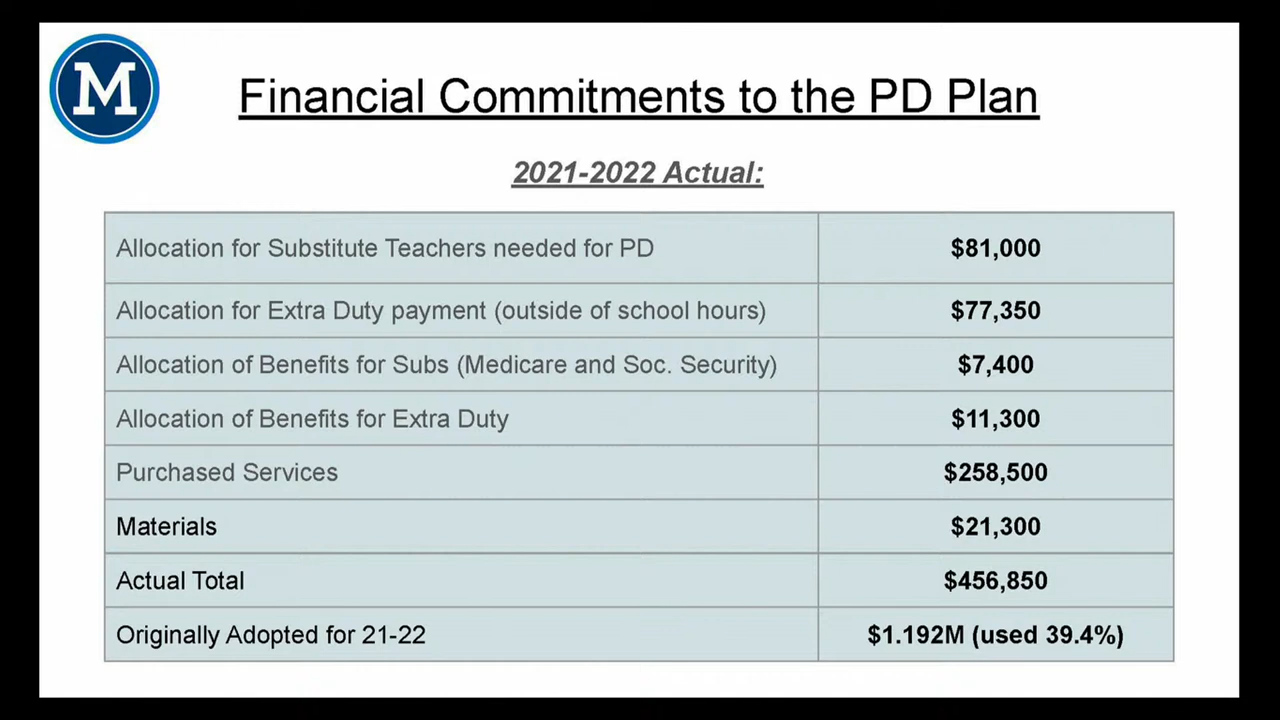 M
Financial Commitments to the PD Plan
2021-2022 Actual:
Allocation for Substitute Teachers needed for PD $81,000
Allocation for Extra Duty payment (outside of school hours) $77,350
Allocation of Benefits for Subs (Medicare and Soc. Security) $7,400
Allocation of Benefits for Extra Duty $11,300
Purchased Services $258,500
Materials $21,300
Actual Total $456,850
Originally Adopted for 21-22 $1.192M (used 39.4%)